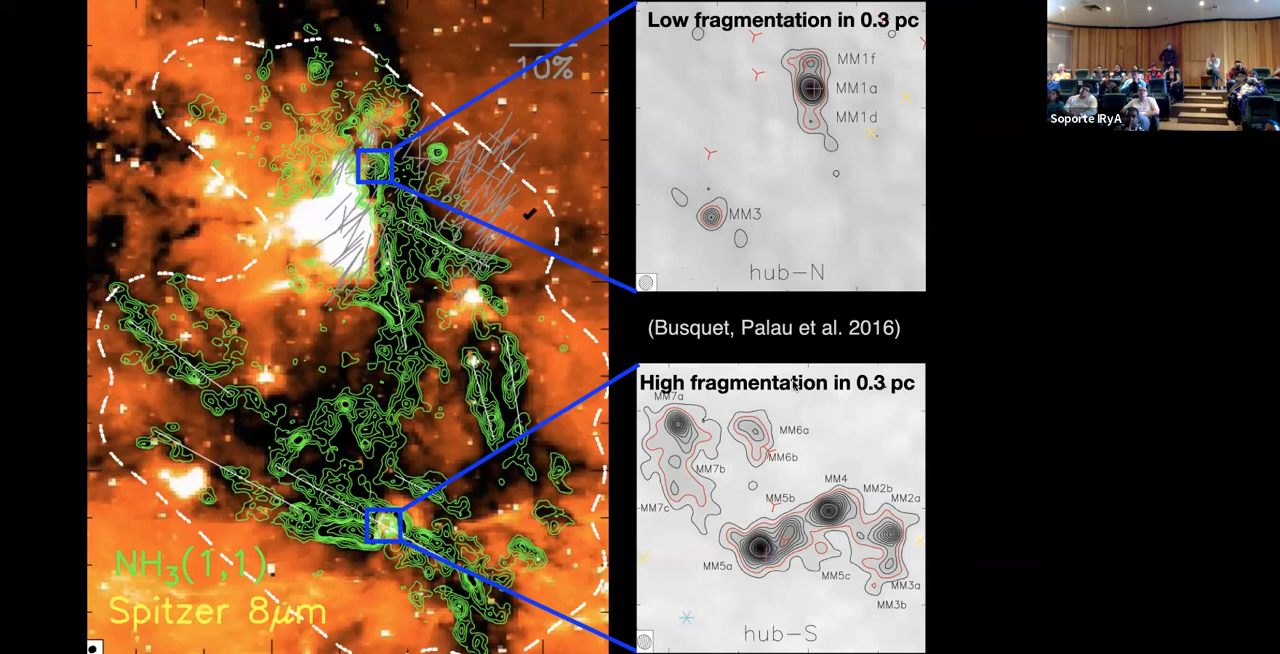 10%
NH₃(1,1)
Spitzer 8μm
Low fragmentation in 0.3 pc
MM1f
MM1a
MM1d
MM3
hub-N
(Busquet, Palau et al. 2016)
High fragmentation in 0.3 pc
MM7a
MM6a
MM6b
MM7b
MM4
MM2b
MM2a
MM7c
MM5b
MM5a
MM5c
MM3a
MM3b
hub-S
Soporte IRyA